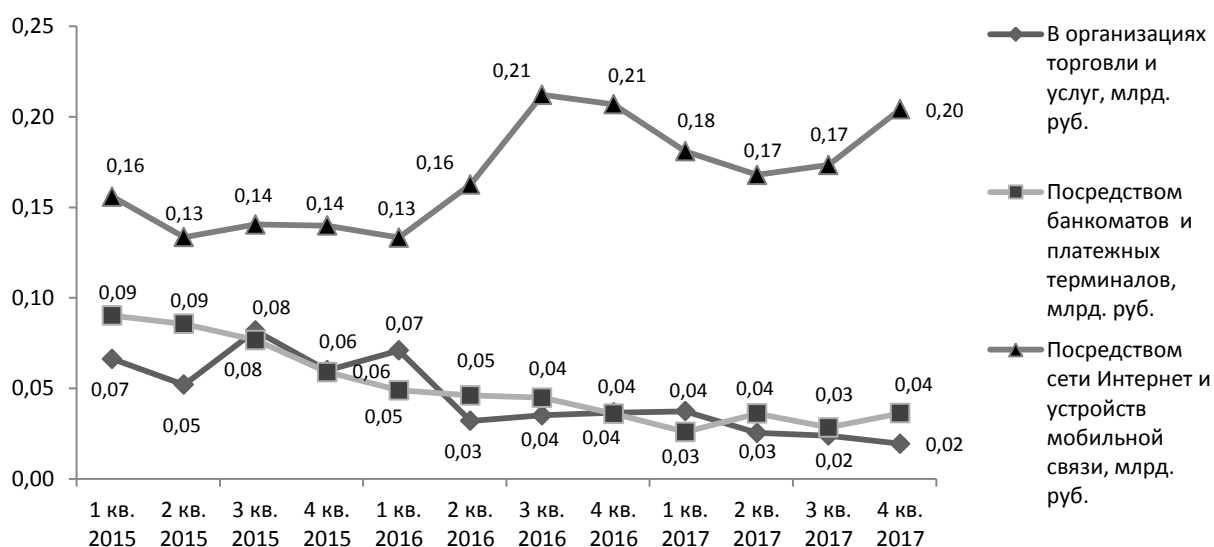 0,25
0,20
0,15
0,10
0,05
0,00
0,16
0,13
0,14
0,14
0,13
0,16
0,21
0,21
0,18
0,17
0,17
0,20
0,09
0,09
0,08
0,06
0,05
0,05
0,04
0,04
0,03
0,04
0,03
0,04
0,07
0,05
0,08
0,06
0,07
0,03
0,04
0,04
0,04
0,03
0,02
0,02
1 кв. 2 кв. 3 кв. 4 кв. 1 кв. 2 кв. 3 кв. 4 кв. 1 кв. 2 кв. 3 кв. 4 кв.
2015 2015 2015 2015 2016 2016 2016 2016 2017 2017 2017 2017
В организациях
торговли и
услуг, млрд.
руб.
Посредством
банкоматов и
платежных
терминалов,
млрд. руб.
Посредством
сети Интернет и
устройств
мобильной
связи, млрд.
руб.